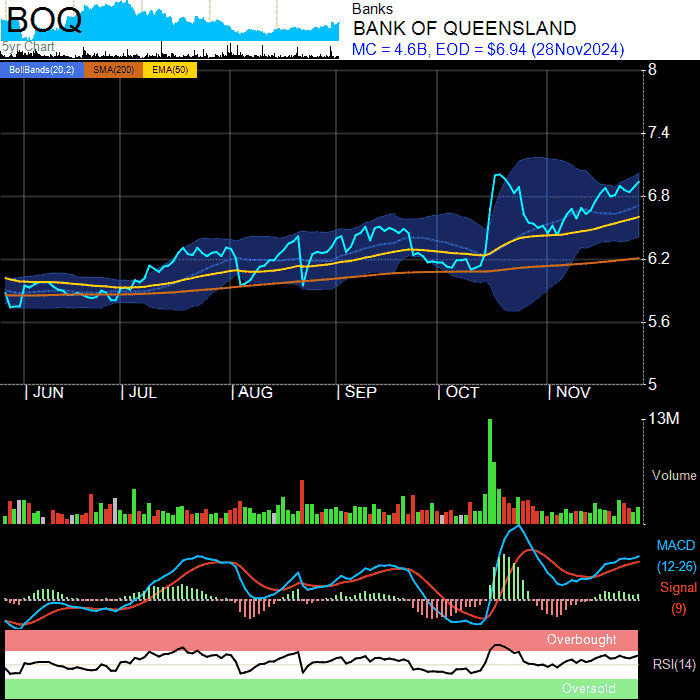 BOQ
5yr Chart
Banks
BANK OF QUEENSLAND
MC = 4.6B, EOD = $6.94 (28Nov2024)
BollBands(20,2) SMA(200) EMA(50)
8
7.4
6.8
6.2
5.6
5
JUN JUL AUG SEP OCT NOV
13M
Volume
MACD
(12-26)
Signal
(9)
Overbought
RSI(14)
Oversold